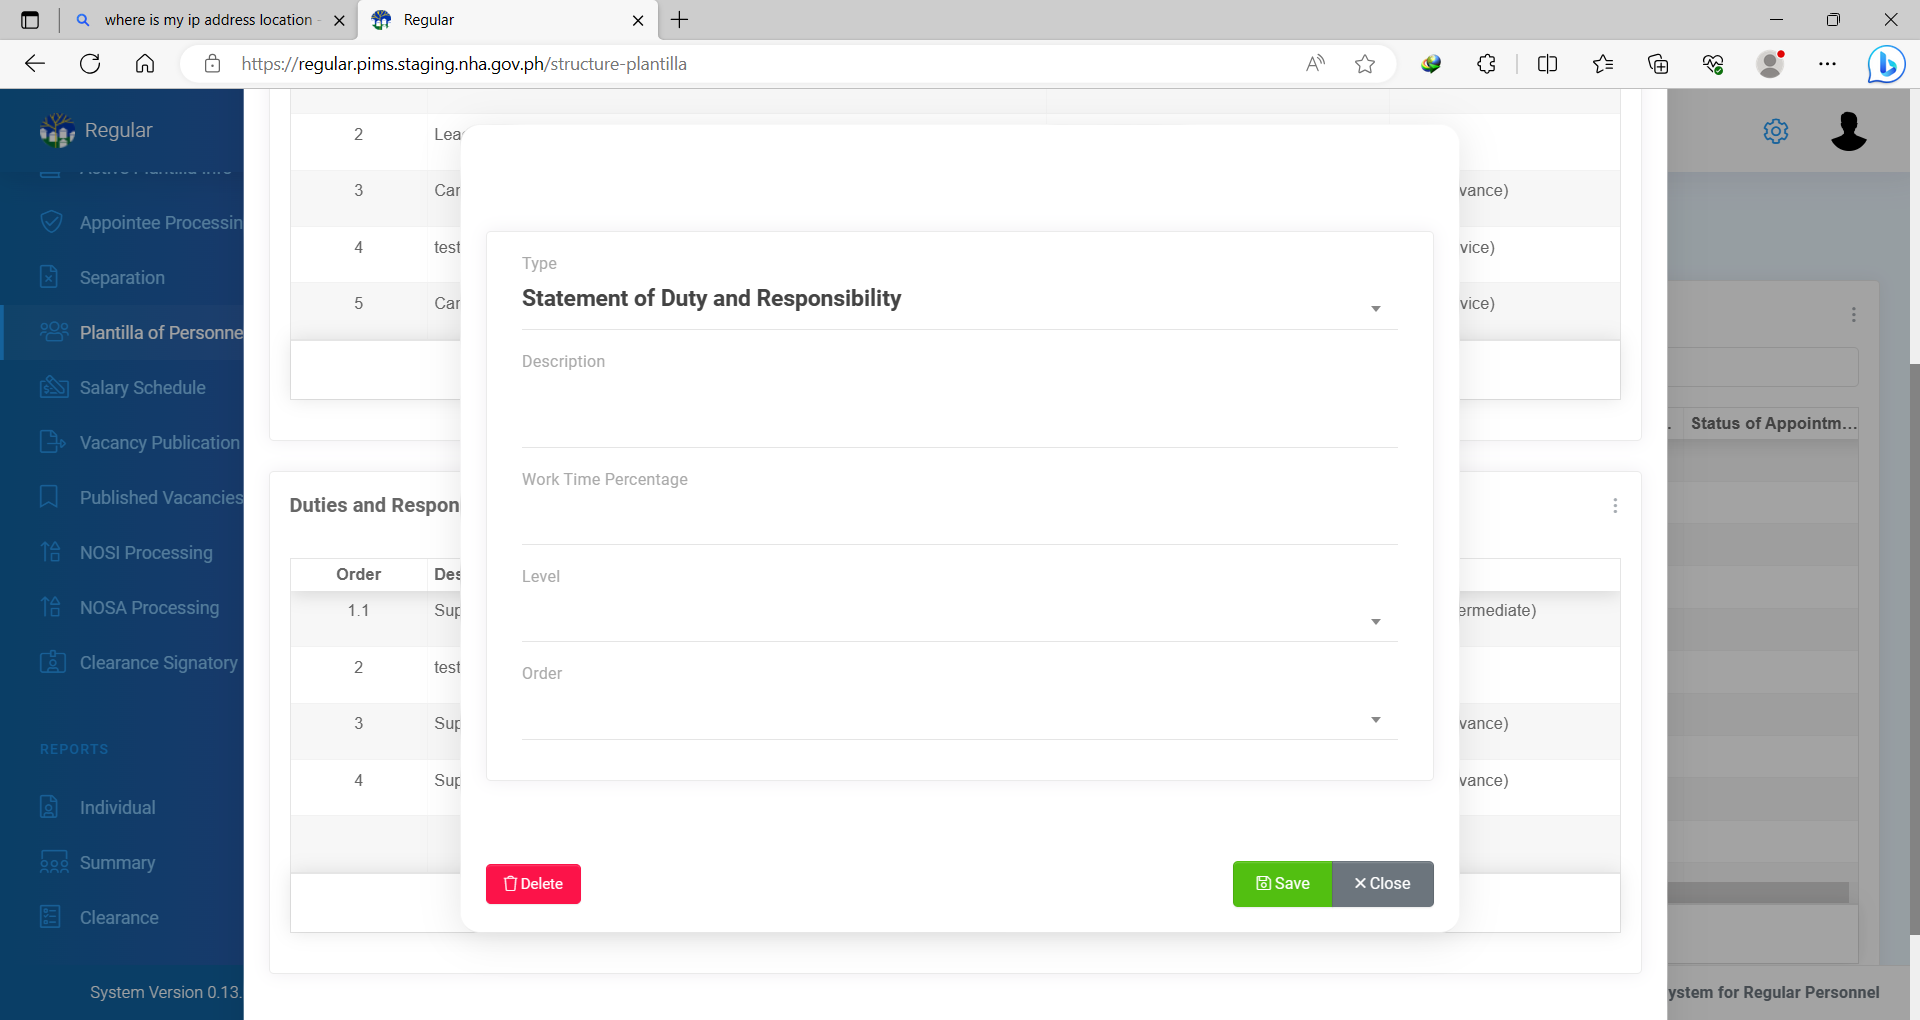 where is my ip address location
Regular
https://regular.pims.staging.nha.gov.ph/structure-plantilla
Regular
Active Plantilla Info
Appointee Processin
Separation
Plantilla of Personne
Salary Schedule
Vacancy Publication
Published Vacancies
NOSI Processing
NOSA Processing
Clearance Signatory
REPORTS
Individual
Summary
Clearance
System Version 0.13.
2 Lea
3 Car vance)
4 test vice)
5 Car vice)
Duties and Respon
Order Des
1.1 Sup ermediate)
2 test
3 Sup vance)
4 Sup vance)
Type
Statement of Duty and Responsibility
Description
Work Time Percentage
Level
Order
Delete
Save
Close
. Status of Appointm...
ystem for Regular Personnel